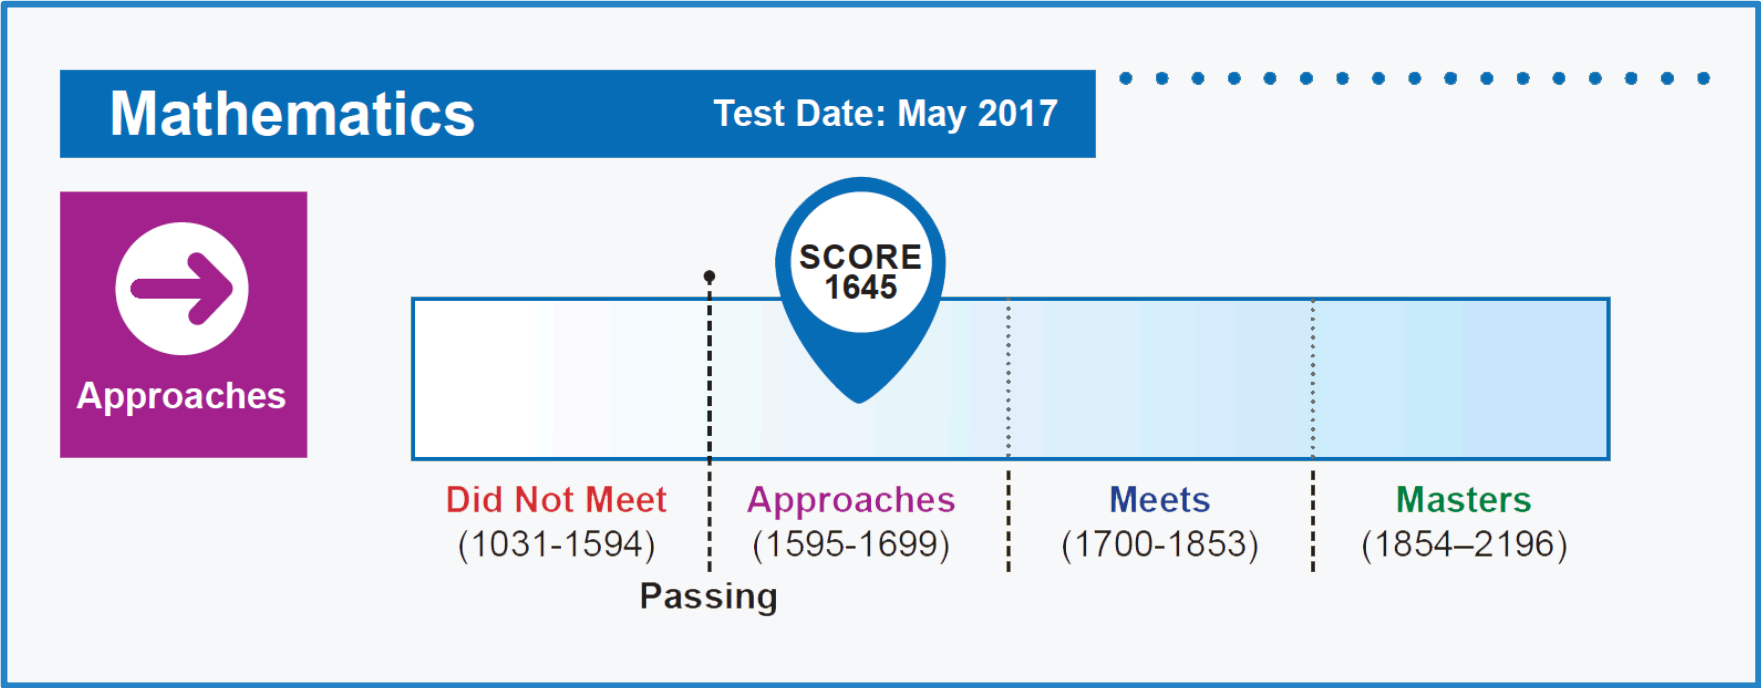 Mathematics Test Date: May 2017
SCORE
1645
Approaches
Did Not Meet Approaches Meets Masters
(1031-1594) (1595-1699) (1700-1853) (1854–2196)
Passing